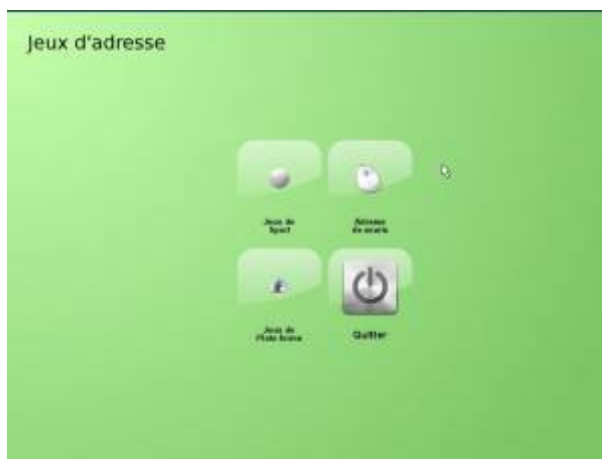 Jeux d'adresse
Jeux de
Sport
Adresse
de souris
Jeux de
Plate forme
Quitter